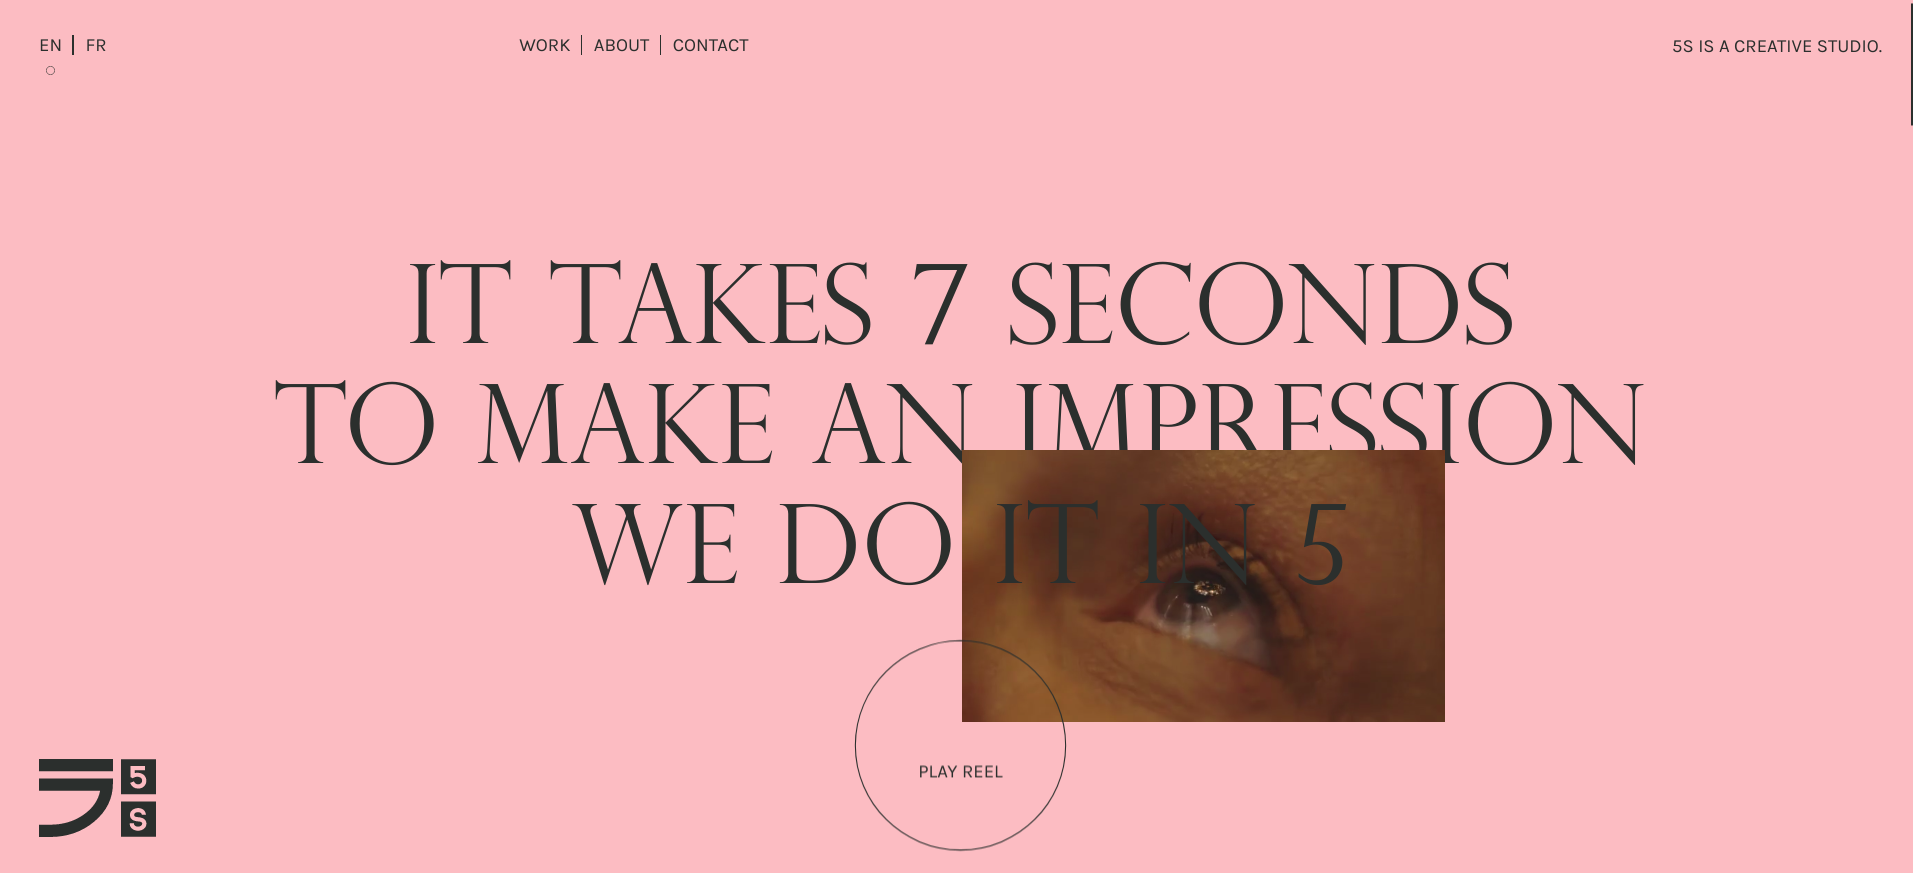 EN | FR
WORK | ABOUT | CONTACT
5S IS A CREATIVE STUDIO.
IT TAKES 7 SECONDS
TO MAKE AN IMPRESSION
WE DO IT IN 5
PLAY REEL
5
S